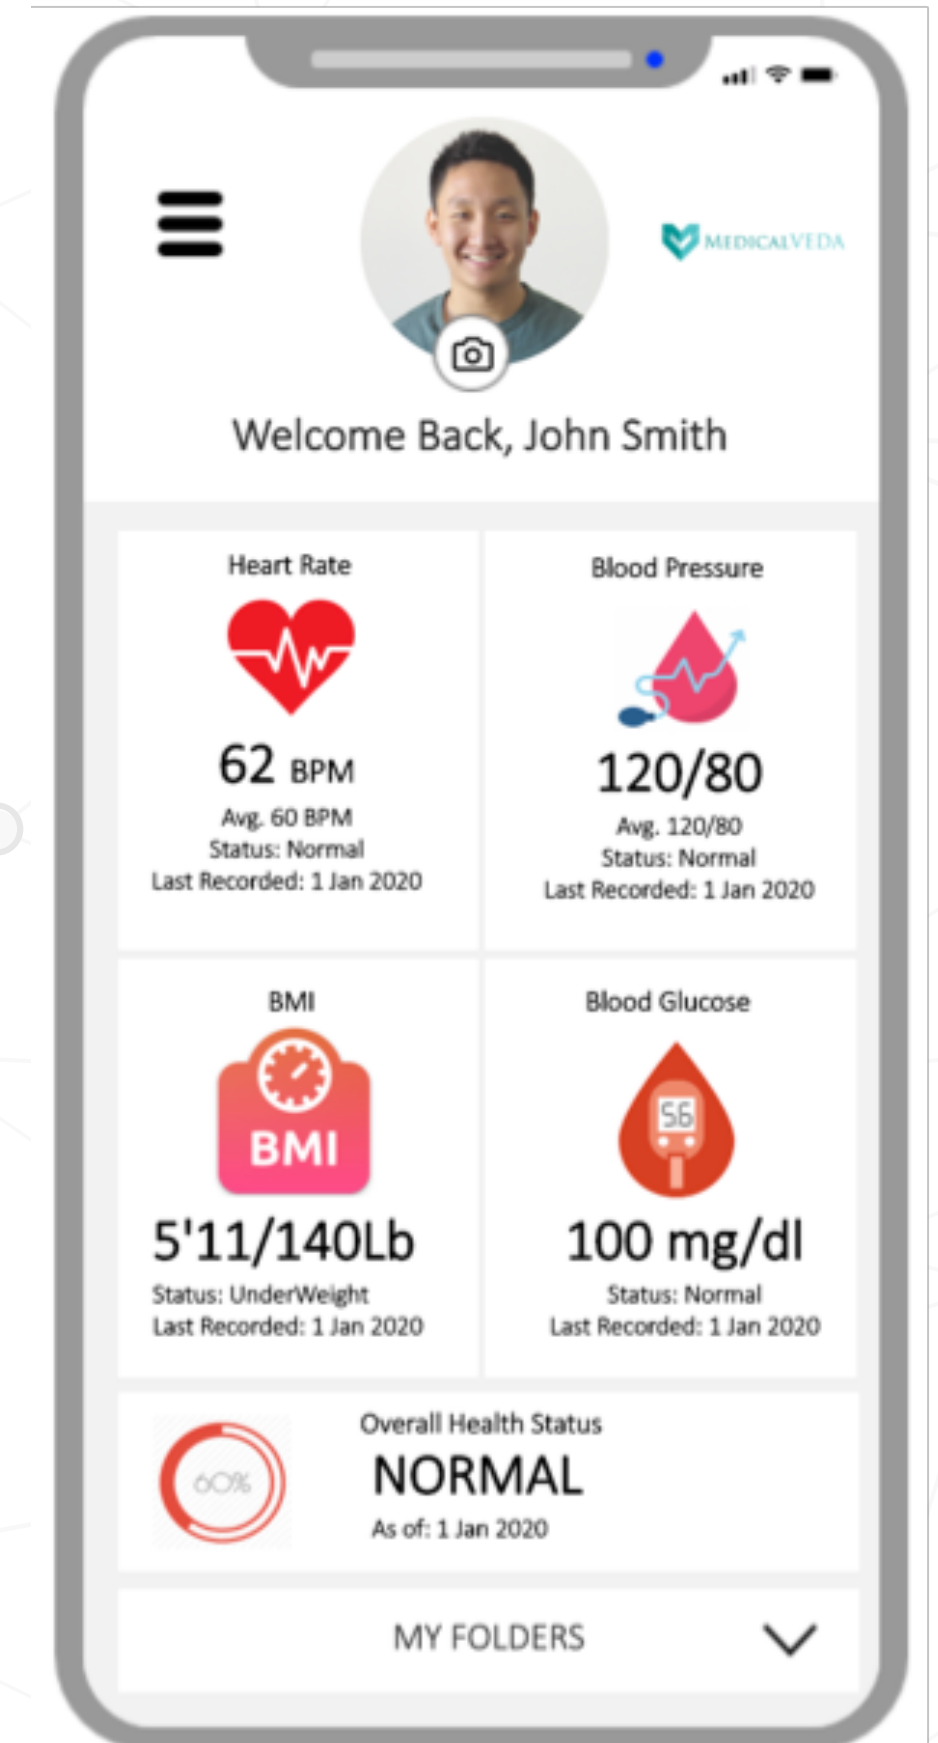 MEDICALVEDA
Welcome Back, John Smith
Heart Rate
62 BPM
Avg. 60 BPM
Status: Normal
Last Recorded: 1 Jan 2020
Blood Pressure
120/80
Avg. 120/80
Status: Normal
Last Recorded: 1 Jan 2020
BMI
BMI
5'11/140Lb
Status: UnderWeight
Last Recorded: 1 Jan 2020
Blood Glucose
56
100 mg/dl
Status: Normal
Last Recorded: 1 Jan 2020
60%
Overall Health Status
NORMAL
As of: 1 Jan 2020
MY FOLDERS